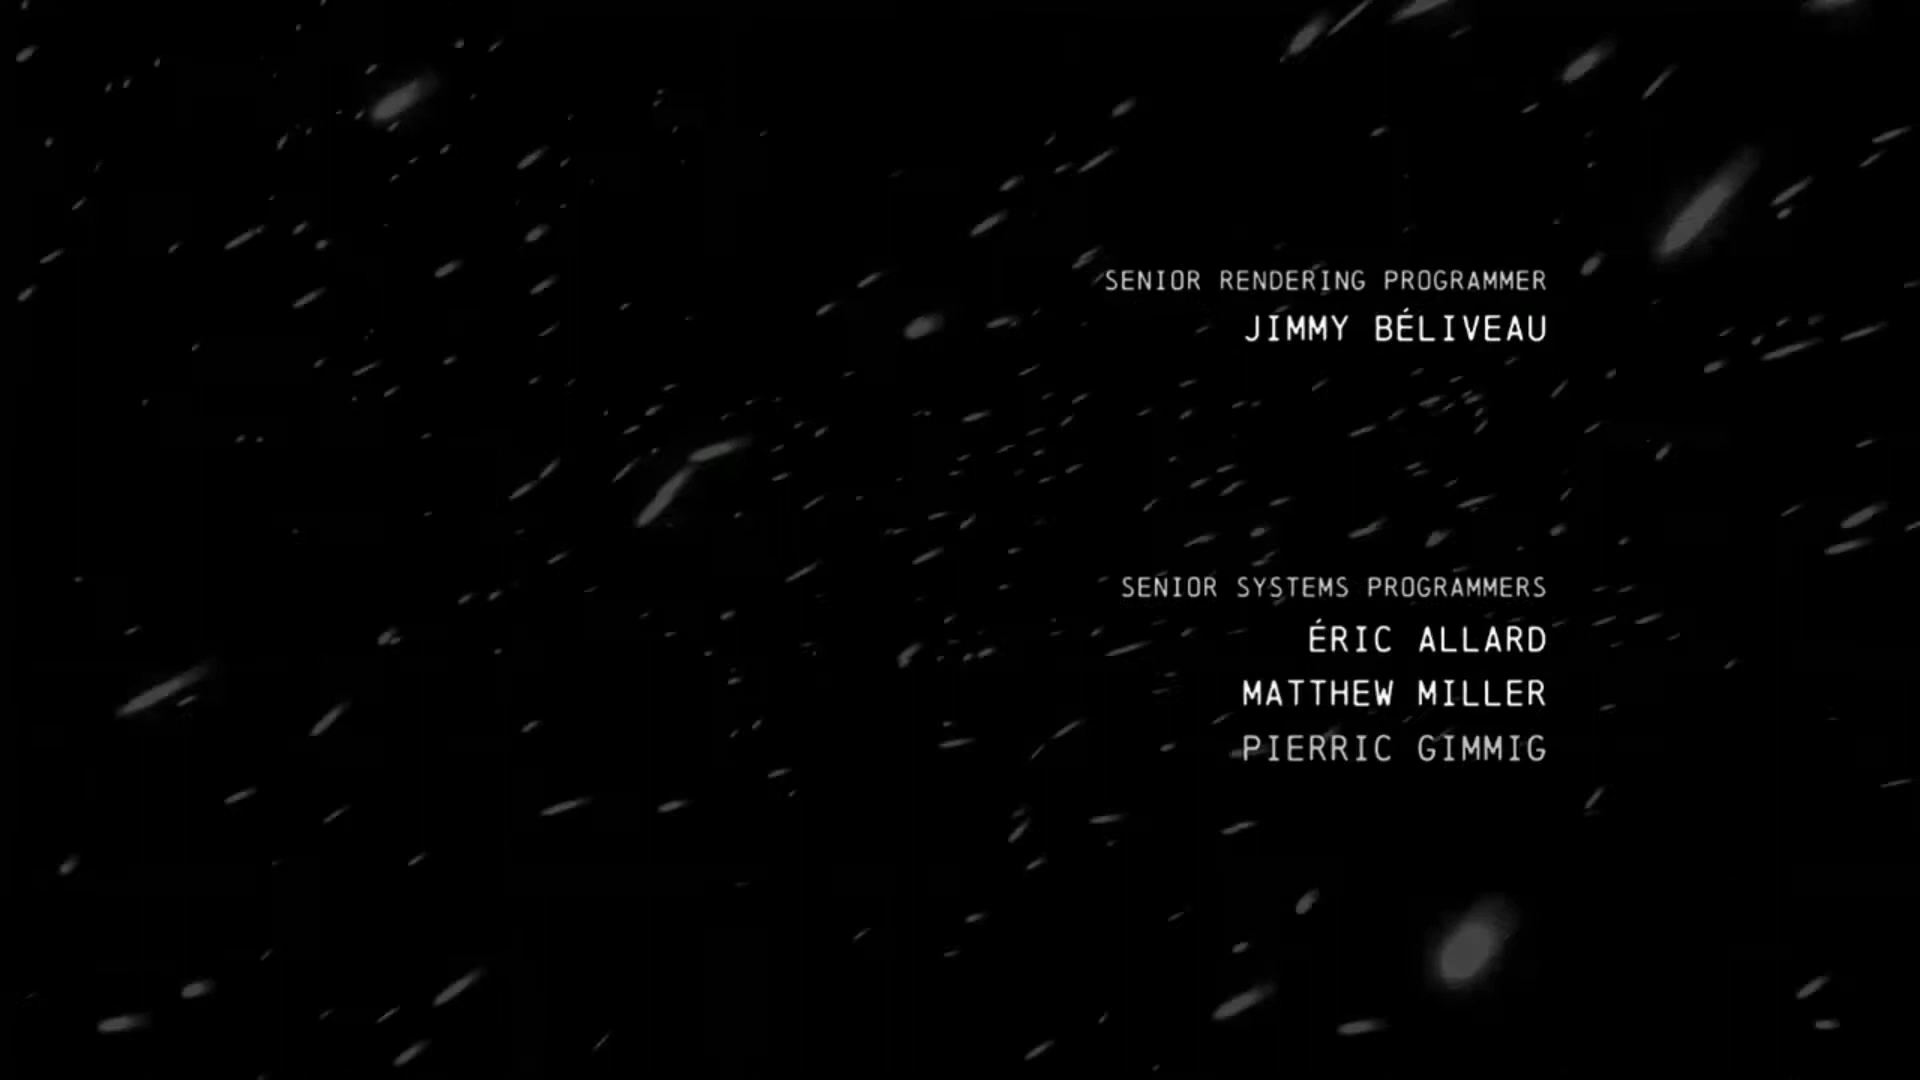 SENIOR RENDERING PROGRAMMER
JIMMY BÉLIVEAU
SENIOR SYSTEMS PROGRAMMERS
ÉRIC ALLARD
MATTHEW MILLER
PIERRIC GIMMIG